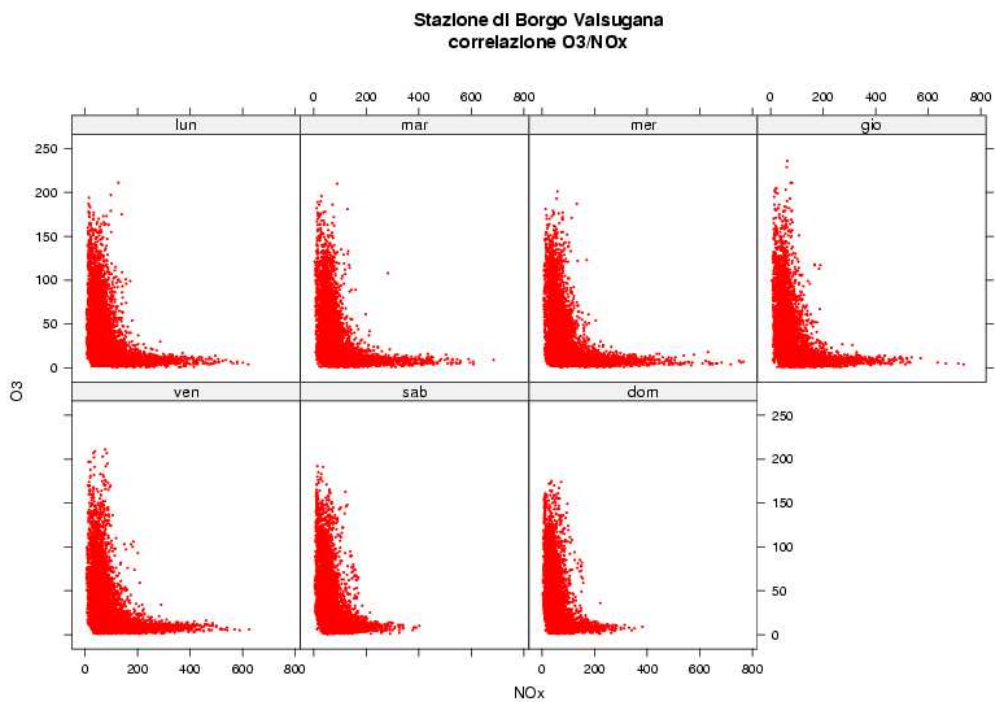 Stazione di Borgo Valsugana
correlazione O3/NOx
0 200 400 600 800 0 200 400 600 800
lun mar mer gio
250
200
150
100
50
0
O3
ven sab dom
250
200
150
100
50
0
0 200 400 600 800 0 200 400 600 800
NOx